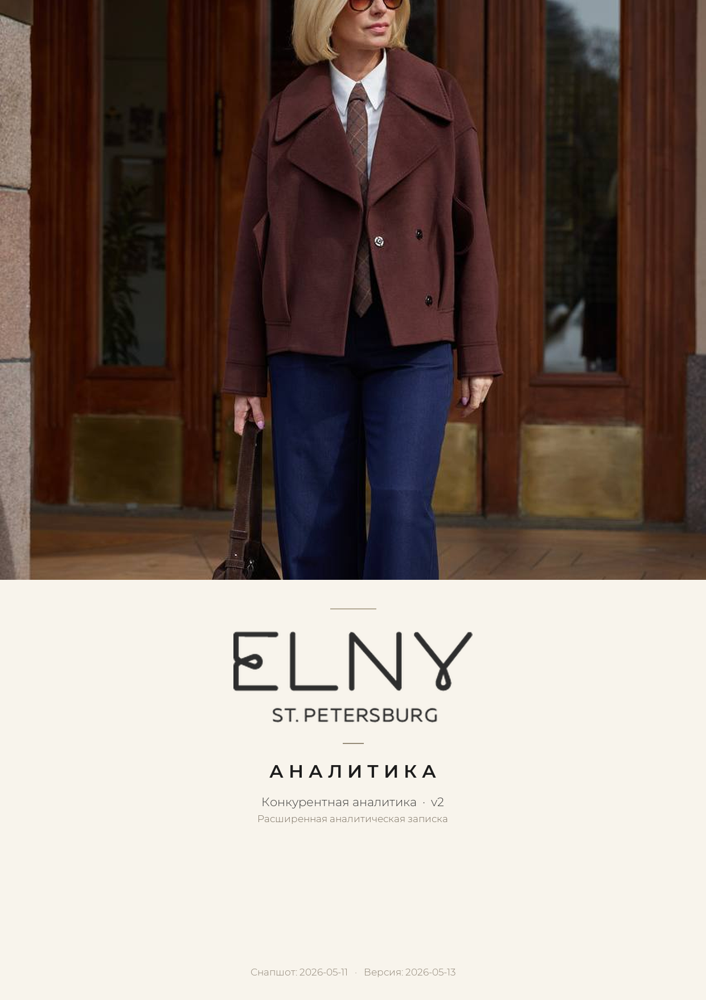 ELNY
ST. PETERSBURG
АНАЛИТИКА
Конкурентная аналитика · v2
Расширенная аналитическая записка
Снапшот: 2026-05-11 · Версия: 2026-05-13